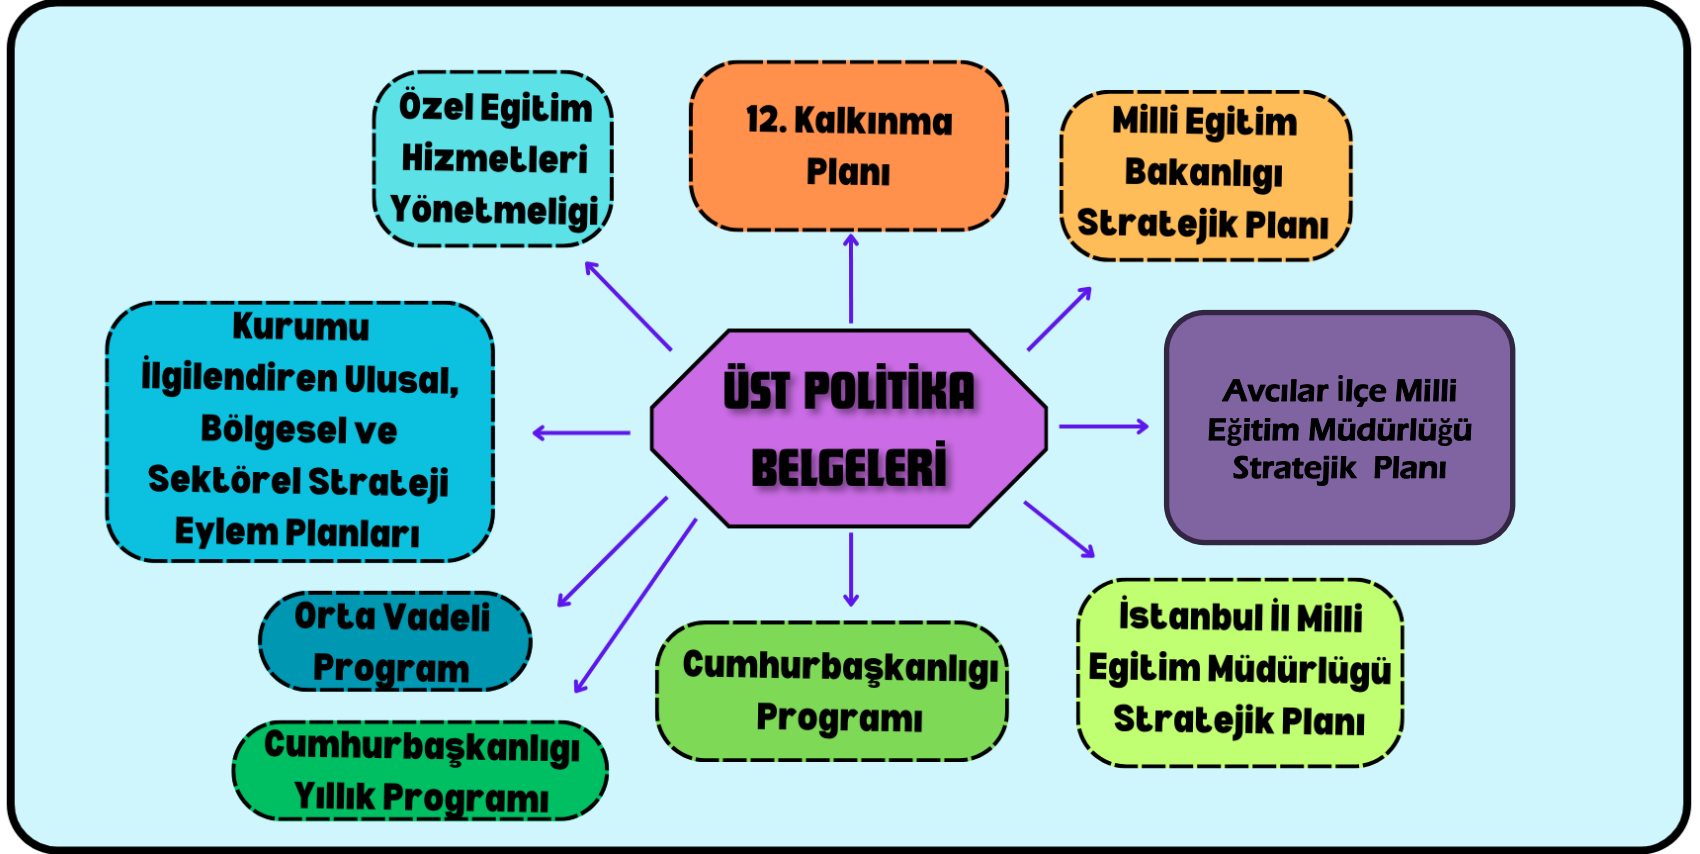 Özel Egitim
Hizmetleri
Yönetmeligi
12. Kalkınma
Planı
Milli Egitim
Bakanlıgı
Stratejik Planı
Kurumu
İlgilendiren Ulusal,
Bölgesel ve
Sektörel Strateji
Eylem Planları
ÜST POLİTİKA
BELGELERİ
Avcılar İlçe Milli
Eğitim Müdürlüğü
Stratejik Planı
Orta Vadeli
Program
Cumhurbaşkanlıgı
Programı
İstanbul İl Milli
Egitim Müdürlügü
Stratejik Planı
Cumhurbaşkanlıgı
Yıllık Programı